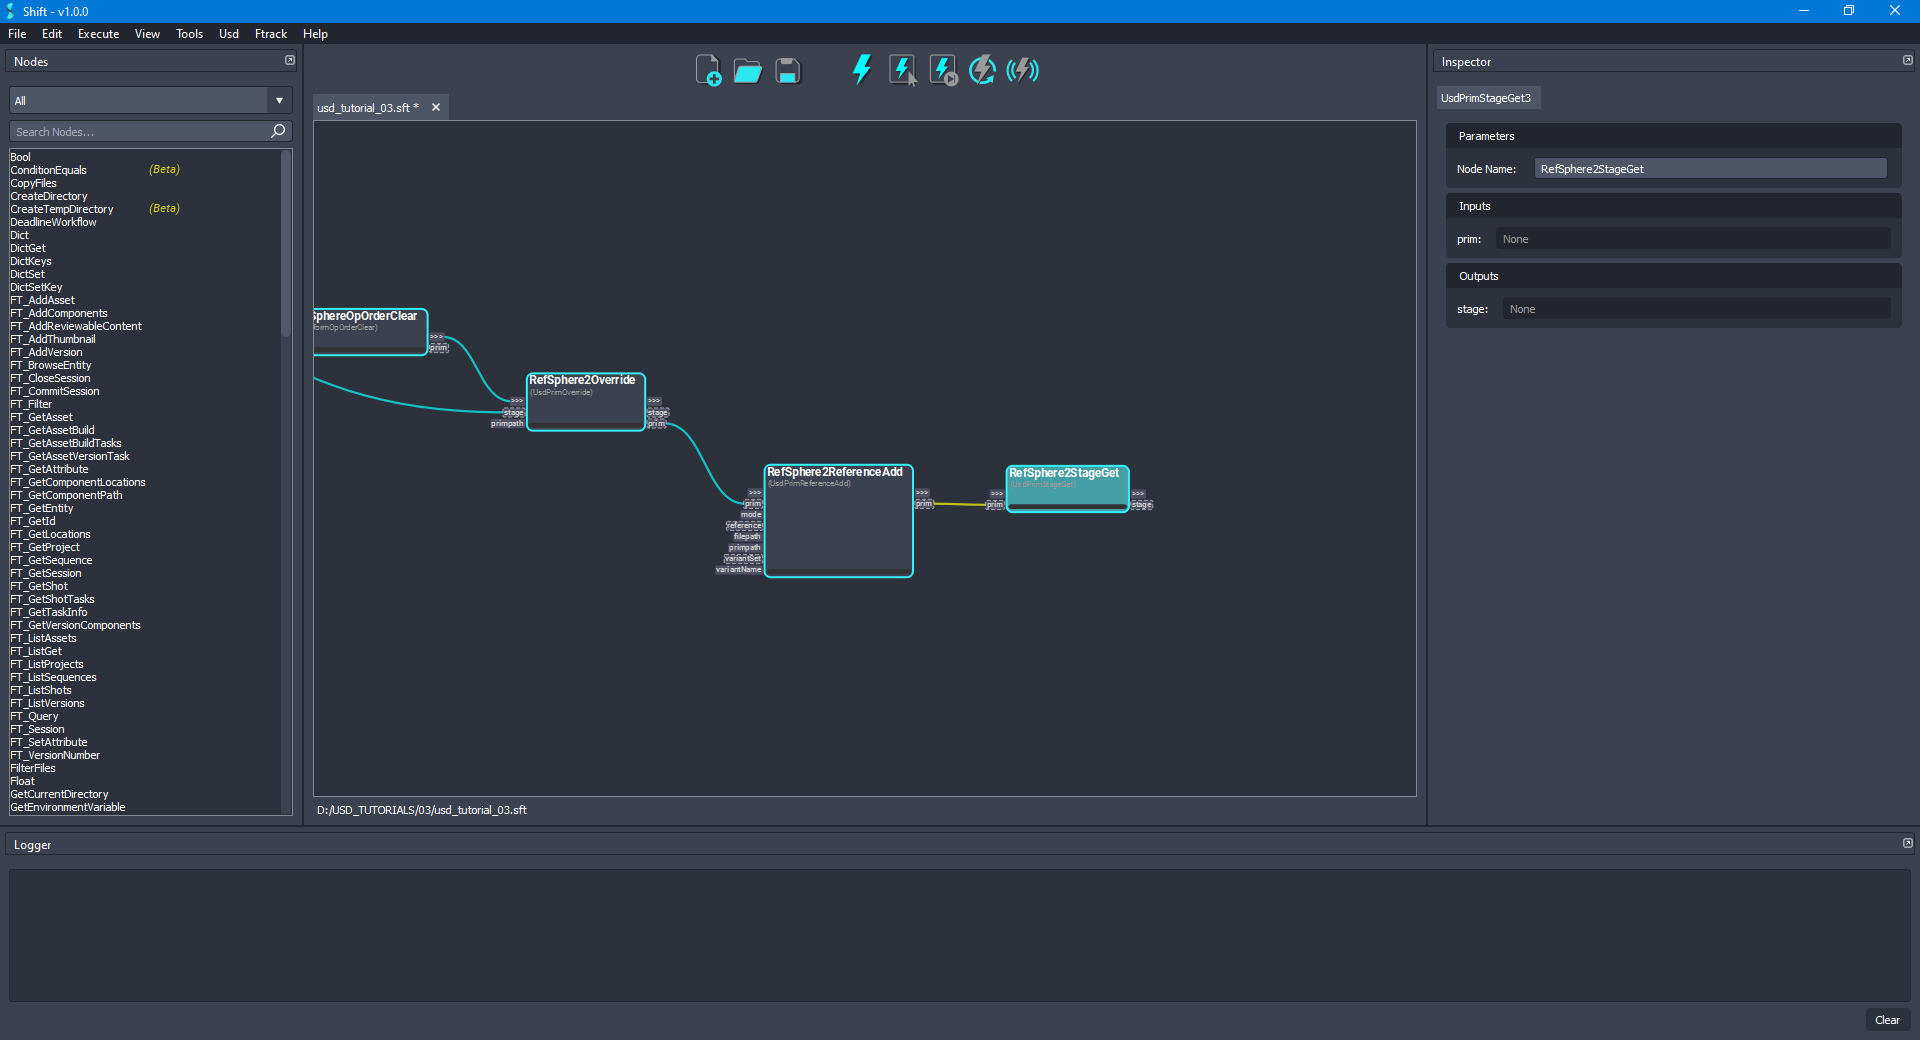 Shift - v1.0.0
File Edit Execute View Tools Usd Ftrack Help
Nodes
All
Search Nodes...
Bool
ConditionEquals (Beta)
CopyFiles
CreateDirectory
CreateTempDirectory (Beta)
DeadlineWorkflow
Dict
DictGet
DictKeys
DictSet
DictSetKey
FT_AddAsset
FT_AddComponents
FT_AddReviewableContent
FT_AddThumbnail
FT_AddVersion
FT_BrowseEntity
FT_CloseSession
FT_CommitSession
FT_Filter
FT_GetAsset
FT_GetAssetBuild
FT_GetAssetBuildTasks
FT_GetAssetVersionTask
FT_GetAttribute
FT_GetComponentLocations
FT_GetComponentPath
FT_GetEntity
FT_GetId
FT_GetLocations
FT_GetProject
FT_GetSequence
FT_GetSession
FT_GetShot
FT_GetShotTasks
FT_GetTaskInfo
FT_GetVersionComponents
FT_ListAssets
FT_ListGet
FT_ListProjects
FT_ListSequences
FT_ListShots
FT_ListVersions
FT_Query
FT_Session
FT_SetAttribute
FT_VersionNumber
FilterFiles
Float
GetCurrentDirectory
GetEnvironmentVariable
usd_tutorial_03.sft *
SphereOpOrderClear
formOpOrderClear)
>>>
prim
RefSphere2Override
(UsdPrimOverride)
>>> >>>
stage stage
primpath prim
RefSphere2ReferenceAdd
(UsdPrimReferenceAdd)
>>> >>>
prim prim
mode
reference
filepath
primpath
variantSet
variantName
RefSphere2StageGet
(UsdPrimStageGet)
>>> >>>
prim stage
D:/USD_TUTORIALS/03/usd_tutorial_03.sft
Inspector
UsdPrimStageGet3
Parameters
Node Name: RefSphere2StageGet
Inputs
prim: None
Outputs
stage: None
Logger
Clear